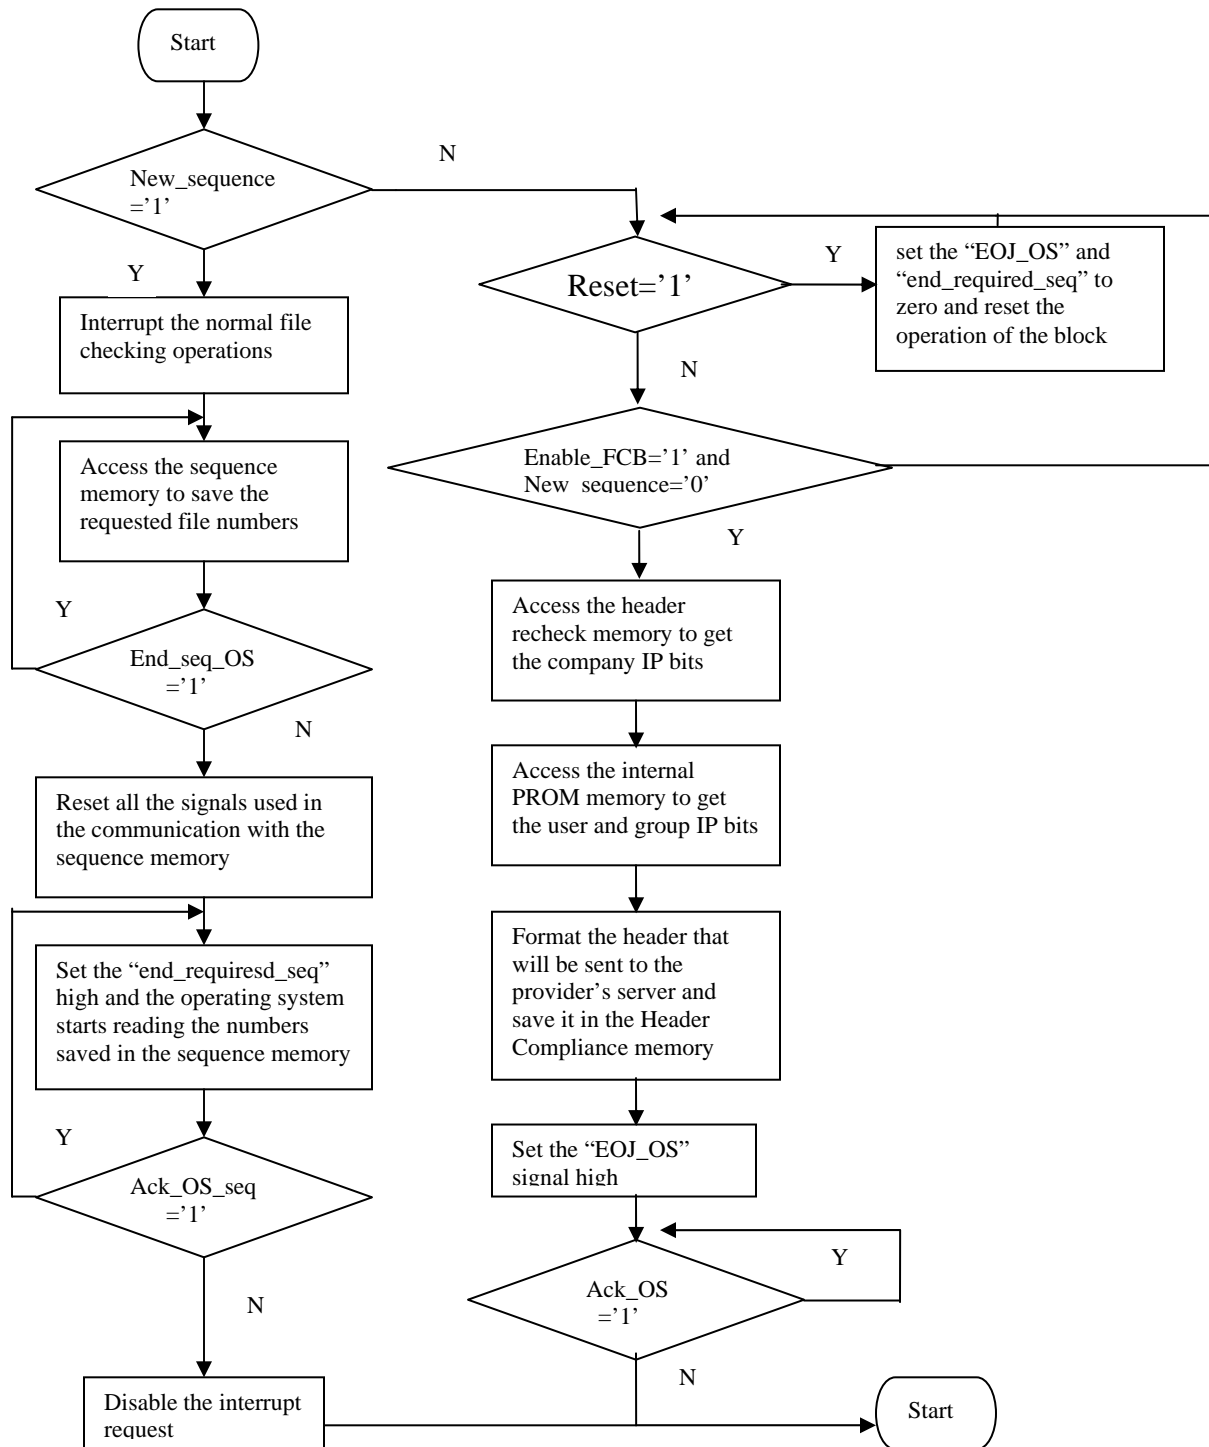 Start
New_sequence
=’1’
N
Y
Interrupt the normal file
checking operations
Access the sequence
memory to save the
requested file numbers
Y
End_seq_OS
=’1’
N
Reset all the signals used in
the communication with the
sequence memory
Set the “end_requiresd_seq”
high and the operating system
starts reading the numbers
saved in the sequence memory
Y
Ack_OS_seq
=’1’
N
Disable the interrupt
request
Reset=’1’
Y
set the “EOJ_OS” and
“end_required_seq” to
zero and reset the
operation of the block
N
Enable_FCB=’1’ and
New_sequence=’0’
Y
Access the header
recheck memory to get
the company IP bits
Access the internal
PROM memory to get
the user and group IP bits
Format the header that
will be sent to the
provider’s server and
save it in the Header
Compliance memory
Set the “EOJ_OS”
signal high
Ack_OS
=’1’
Y
N
Start